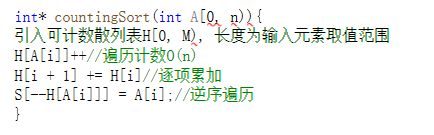 int* countingSort(int A[0, n)){
引入可计数散列表H[0, M), 长度为输入元素取值范围
H[A[i]]++//遍历计数O(n)
H[i + 1] += H[i]//逐项累加
S[--H[A[i]]] = A[i];//逆序遍历
}